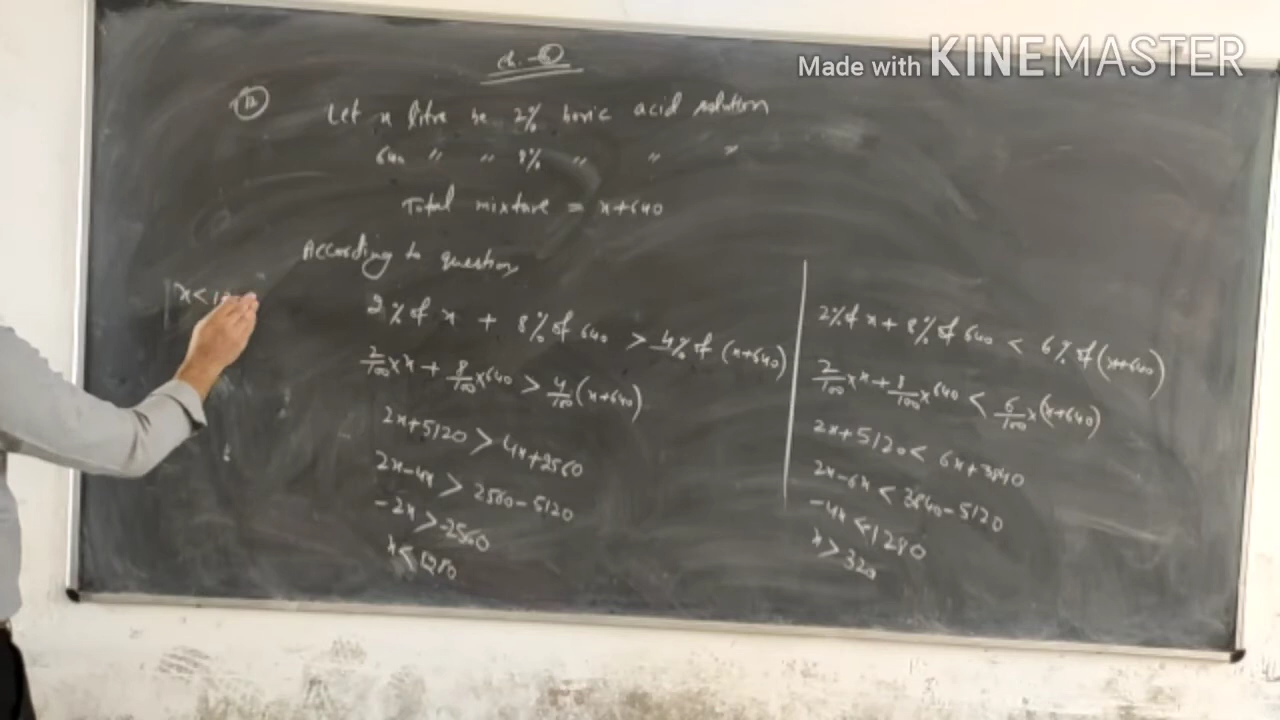 Made with KINEMASTER
Ch. - 6
12
Let x litre be 2% boric acid solution
640 " " 8% " " "
Total mixture = x+640
According to question
x<1
2% of x + 8% of 640 > 4% of (x+640)
2/100 × x + 8/100 × 640 > 4/100 (x+640)
2x+5120 > 4x+2560
2x-4x > 2560-5120
-2x > -2560
x < 1280
2% of x + 8% of 640 < 6% of (x+640)
2/100 × x + 8/100 × 640 < 6/100 × (x+640)
2x+5120 < 6x+3840
2x-6x < 3840-5120
-4x < -1280
x > 320